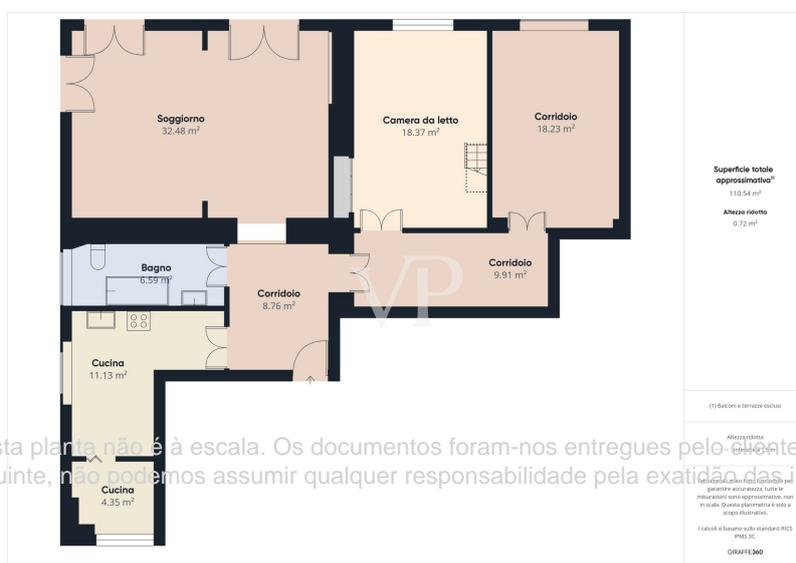 Soggiorno
32.48 m²
Camera da letto
18.37 m²
Corridoio
18.23 m²
Bagno
6.59 m²
Corridoio
8.76 m²
Corridoio
9.91 m²
VP
Cucina
11.13 m²
Cucina
4.35 m²
sta planta não é à escala. Os documentos foram-nos entregues pelo cliente
uinte, não podemos assumir qualquer responsabilidade pela exatidão das i
Superficie totale
approssimativa⁽¹⁾
110.54 m²
Altezza ridotta
0.72 m²
(1) Balconi e terrazze esclusi
Altezza ridotta
garantire accuratezza, tutte le
misurazioni sono approssimative, non
in scala. Questa planimetria è solo a
scopo illustrativo.
I calcoli si basano sullo standard RICS
IPMS 3C.
GIRAFFE360